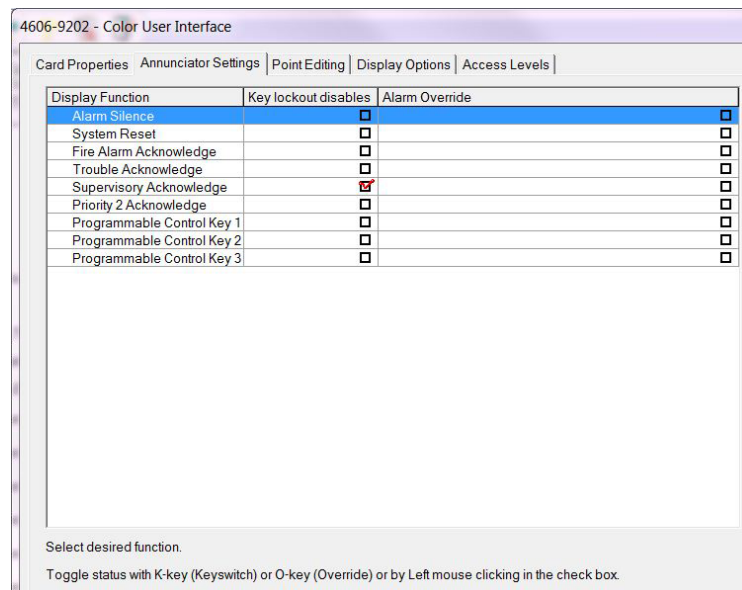 4606-9202 - Color User Interface
Card Properties Annunciator Settings Point Editing Display Options Access Levels
Display Function Key lockout disables Alarm Override
Alarm Silence
System Reset
Fire Alarm Acknowledge
Trouble Acknowledge
Supervisory Acknowledge
Priority 2 Acknowledge
Programmable Control Key 1
Programmable Control Key 2
Programmable Control Key 3
Select desired function.
Toggle status with K-key (Keyswitch) or O-key (Override) or by Left mouse clicking in the check box.